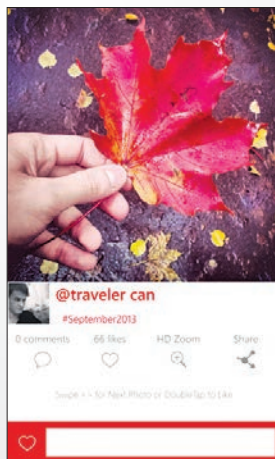 @traveler can
#September2013
0 comments 66 likes HD Zoom Share
Swipe < > for Next Photo or DoubleTap to Like